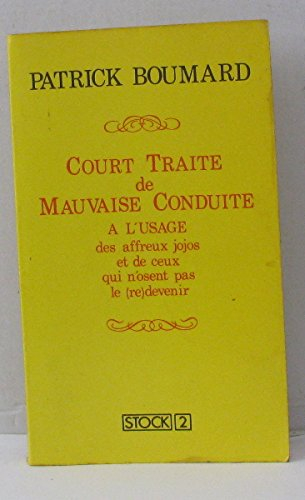 PATRICK BOUMARD
COURT TRAITE
de
MAUVAISE CONDUITE
A L'USAGE
des affreux jojos
et de ceux
qui n'osent pas
le (re)devenir
STOCK 2